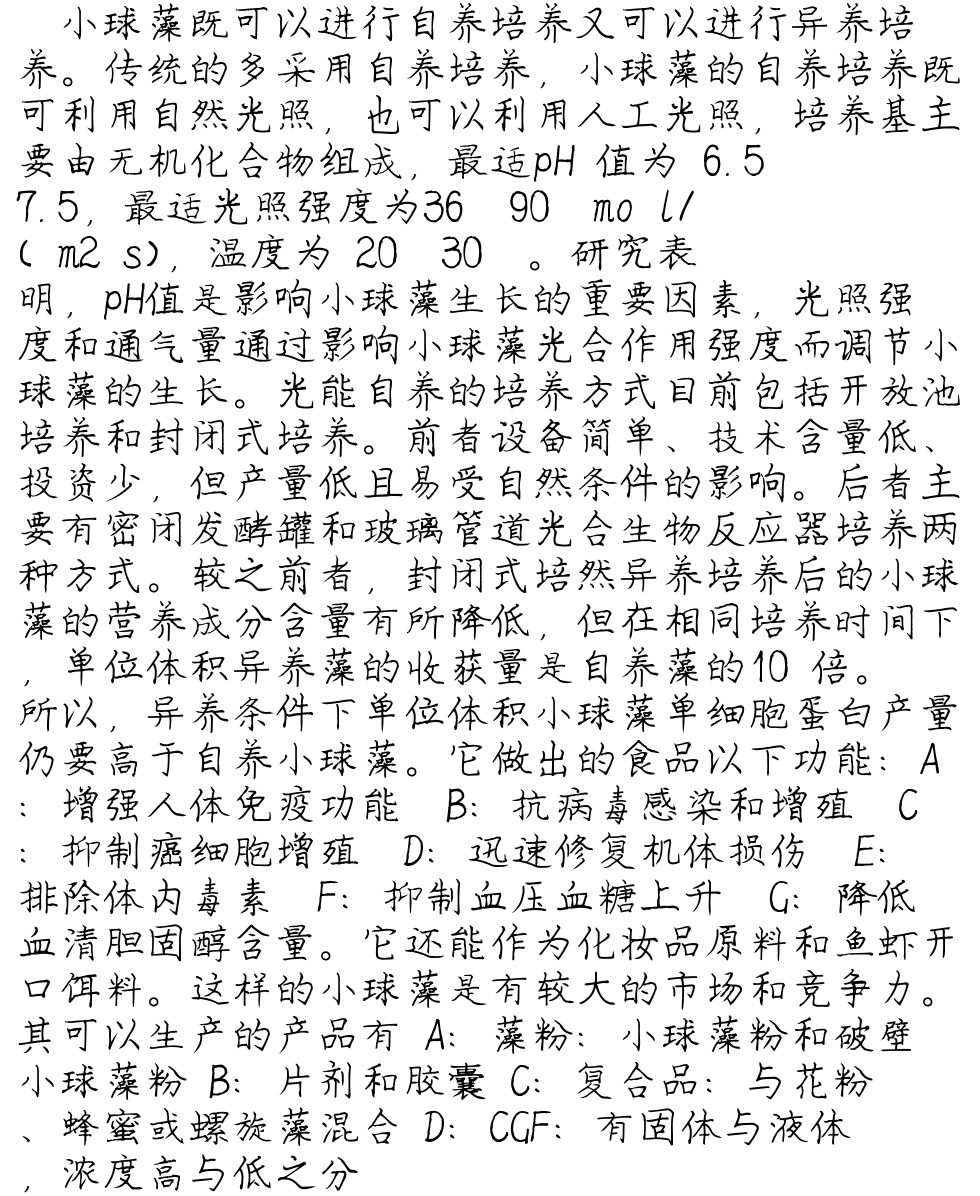 小球藻既可以进行自养培养又可以进行异养培
养。传统的多采用自养培养，小球藻的自养培养既
可利用自然光照，也可以利用人工光照，培养基主
要由无机化合物组成，最适pH 值为 6.5
7.5，最适光照强度为36  90  mo l/
( m2 s)，温度为 20  30  。研究表
明，pH值是影响小球藻生长的重要因素，光照强
度和通气量通过影响小球藻光合作用强度而调节小
球藻的生长。光能自养的培养方式目前包括开放池
培养和封闭式培养。前者设备简单、技术含量低、
投资少，但产量低且易受自然条件的影响。后者主
要有密闭发酵罐和玻璃管道光合生物反应器培养两
种方式。较之前者，封闭式培然异养培养后的小球
藻的营养成分含量有所降低，但在相同培养时间下
，单位体积异养藻的收获量是自养藻的10 倍。
所以，异养条件下单位体积小球藻单细胞蛋白产量
仍要高于自养小球藻。它做出的食品以下功能：A
：增强人体免疫功能  B：抗病毒感染和增殖  C
：抑制癌细胞增殖  D：迅速修复机体损伤  E：
排除体内毒素  F：抑制血压血糖上升  G：降低
血清胆固醇含量。它还能作为化妆品原料和鱼虾开
口饵料。这样的小球藻是有较大的市场和竞争力。
其可以生产的产品有 A：藻粉：小球藻粉和破壁
小球藻粉 B：片剂和胶囊 C：复合品：与花粉
、蜂蜜或螺旋藻混合 D：CGF：有固体与液体
，浓度高与低之分